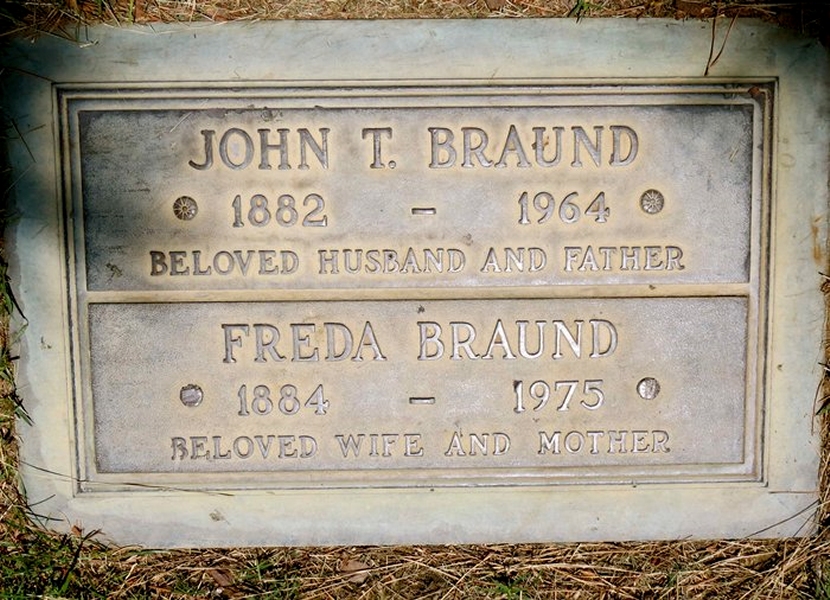 JOHN T. BRAUND
1882 – 1964
BELOVED HUSBAND AND FATHER
FREDA BRAUND
1884 – 1975
BELOVED WIFE AND MOTHER